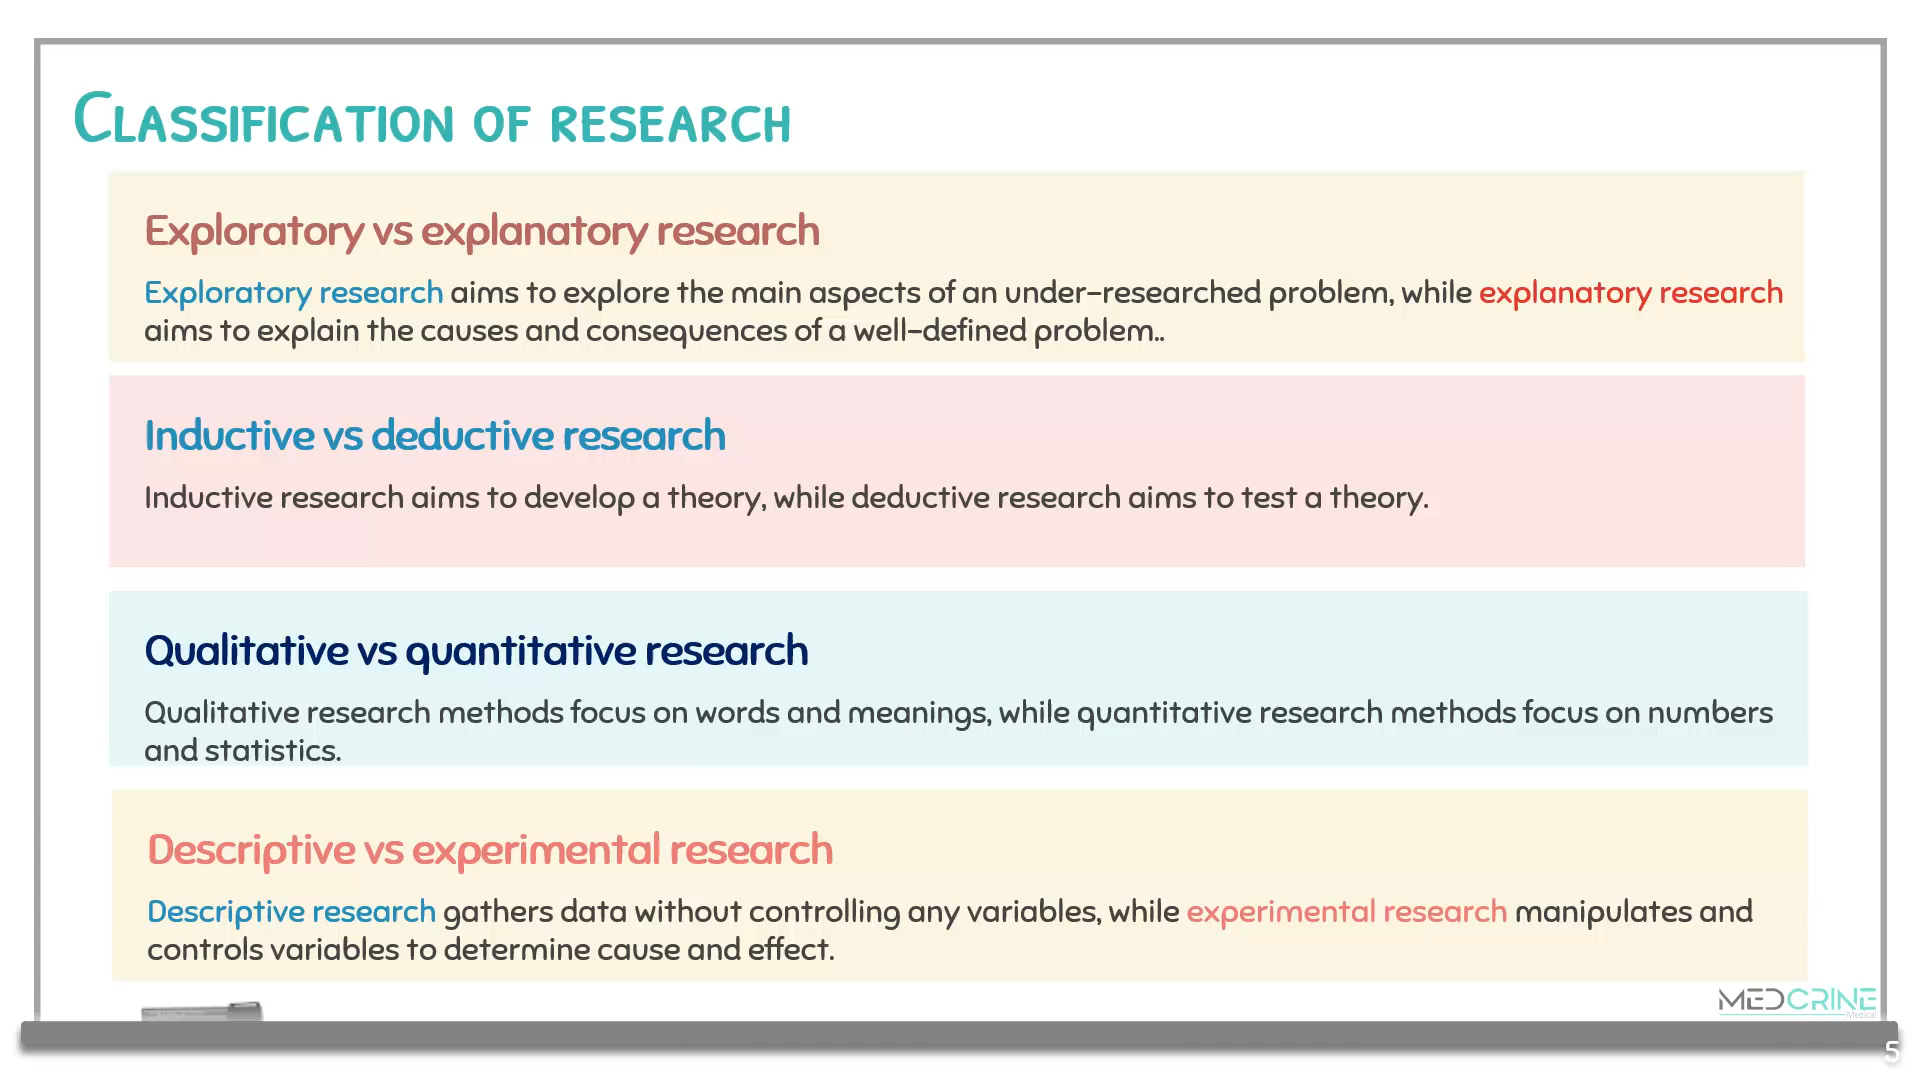 Classification of research
Exploratory vs explanatory research
Exploratory research aims to explore the main aspects of an under-researched problem, while explanatory research
aims to explain the causes and consequences of a well-defined problem..
Inductive vs deductive research
Inductive research aims to develop a theory, while deductive research aims to test a theory.
Qualitative vs quantitative research
Qualitative research methods focus on words and meanings, while quantitative research methods focus on numbers
and statistics.
Descriptive vs experimental research
Descriptive research gathers data without controlling any variables, while experimental research manipulates and
controls variables to determine cause and effect.
MEDCRINE
Medical
5